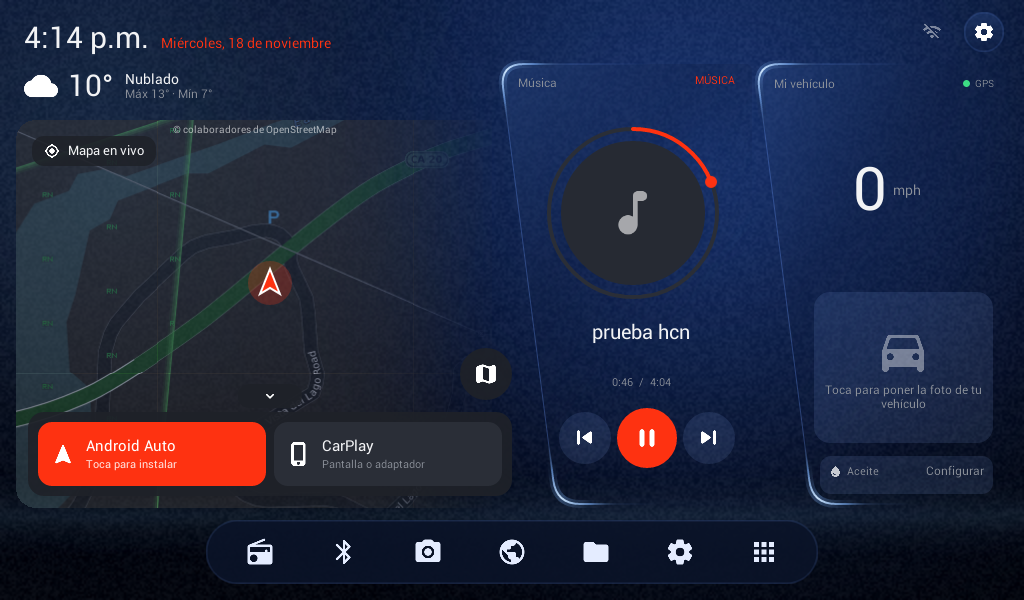 4:14 p.m.
Miércoles, 18 de noviembre
10°
Nublado
Máx 13° · Mín 7°
© colaboradores de OpenStreetMap
Mapa en vivo
P
Android Auto
Toca para instalar
CarPlay
Pantalla o adaptador
Música
MÚSICA
prueba hcn
0:46 / 4:04
Mi vehículo
GPS
0 mph
Toca para poner la foto de tu
vehículo
Aceite
Configurar